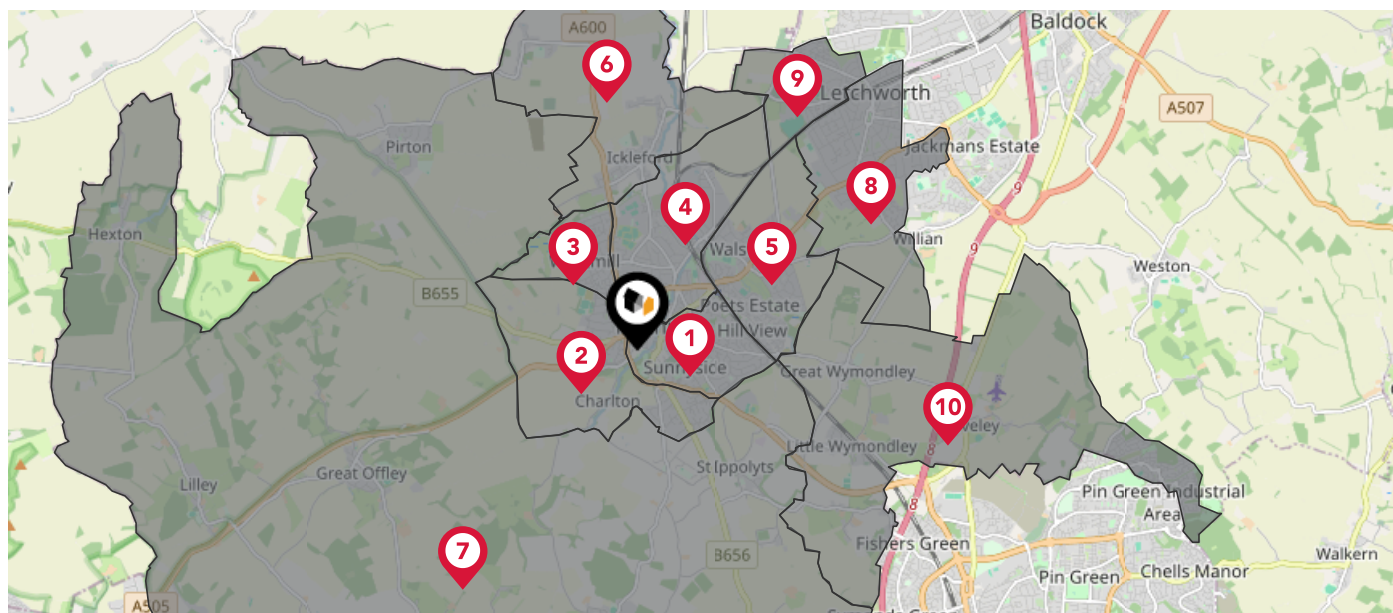 Baldock
A600
6
9
Letchworth
A507
Pirton
Ickleford
Jackmans Estate
8
4
Hexton
3
5
Willian
Weston
B655
Poets Estate
1
Hill View
2
Sunnyside
Great Wymondley
Charlton
10
Little Wymondley
St Ippolyts
Great Offley
Lilley
9
9
8
8
Pin Green Industrial
Area
7
Fishers Green
B656
Walkern
Pin Green
Chells Manor
A505